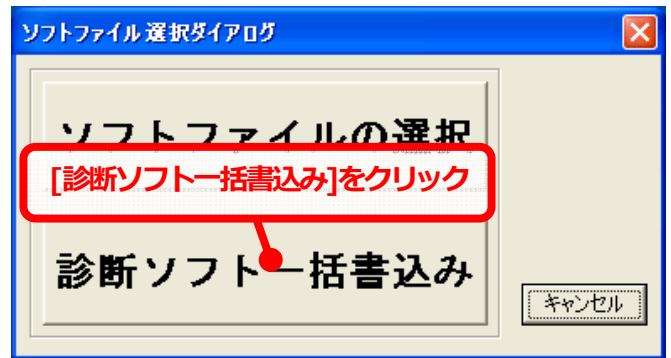 ソフトファイル選択ダイアログ
ソフトファイルの選択
[診断ソフト一括書込み]をクリック
診断ソフト一括書込み
キャンセル